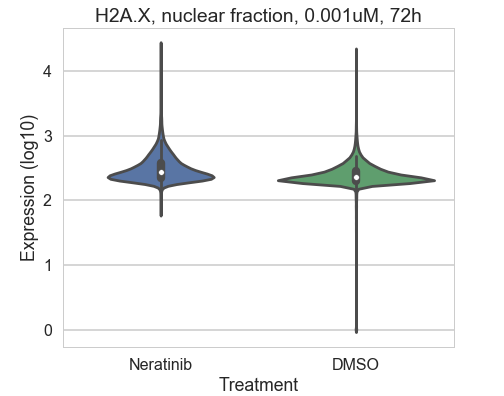 H2A.X, nuclear fraction, 0.001uM, 72h
Expression (log10)
4
3
2
1
0
Neratinib DMSO
Treatment